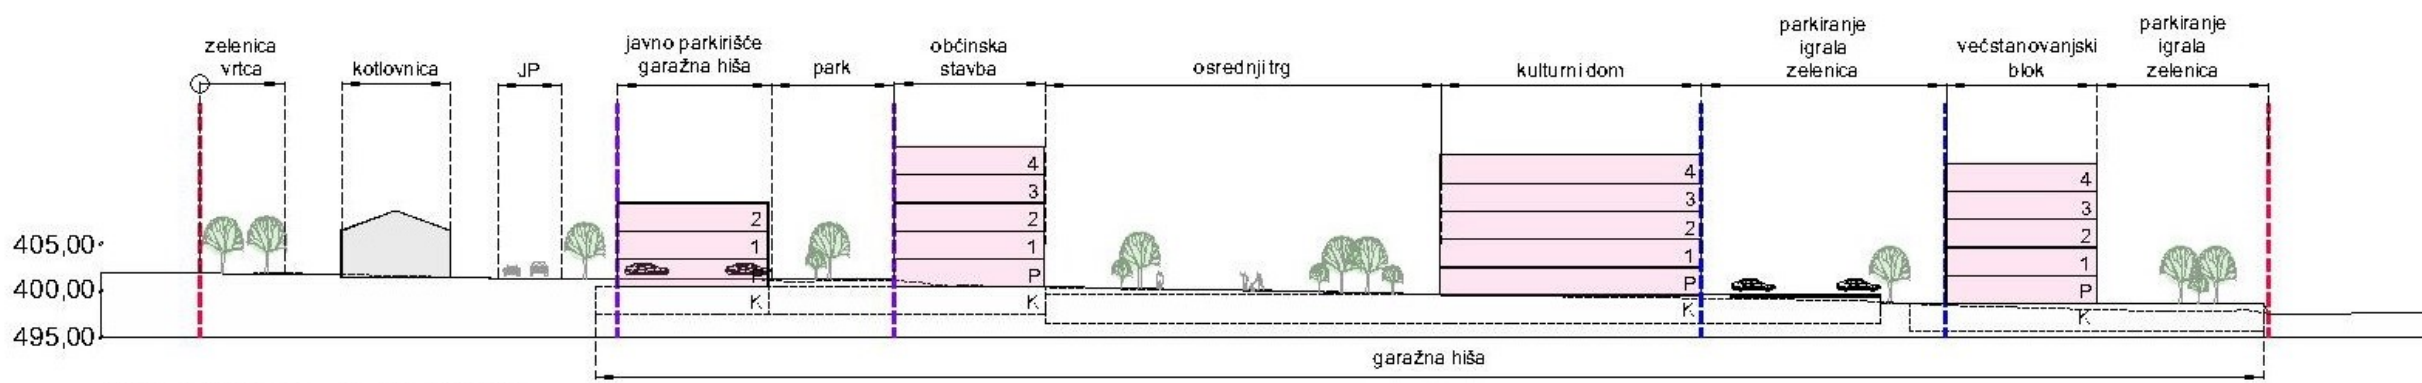 zelenica
vrtca
kotlovnica
JP
javno parkirišče
garažna hiša
park
občinska
stavba
osrednji trg
kulturni dom
parkiranje
igrala
zelenica
večstanovanjski
blok
parkiranje
igrala
zelenica
405,00
400,00
495,00
2
1
P
K
4
3
2
1
P
K
4
3
2
1
P
K
4
3
2
1
P
K
garažna hiša